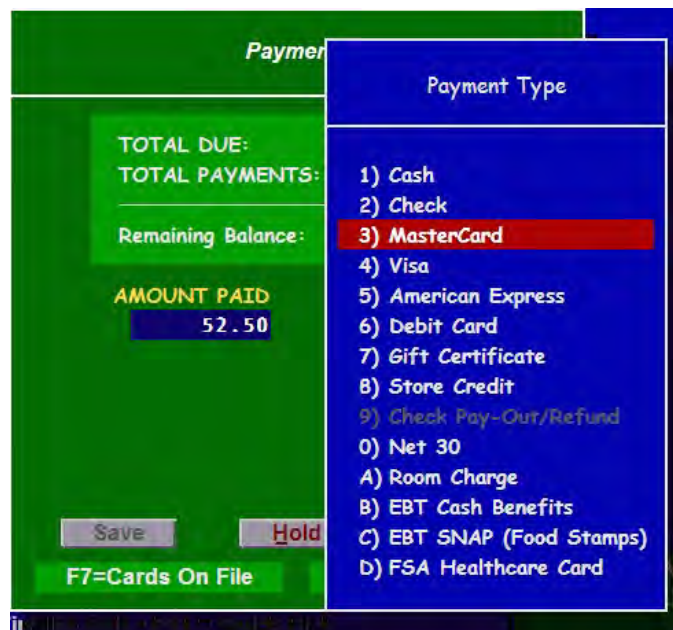 Paymen
TOTAL DUE:
TOTAL PAYMENTS:
Remaining Balance:
AMOUNT PAID
52.50
Save
Hold
F7=Cards On File
Payment Type
1) Cash
2) Check
3) MasterCard
4) Visa
5) American Express
6) Debit Card
7) Gift Certificate
8) Store Credit
9) Check Pay-Out/Refund
0) Net 30
A) Room Charge
B) EBT Cash Benefits
C) EBT SNAP (Food Stamps)
D) FSA Healthcare Card